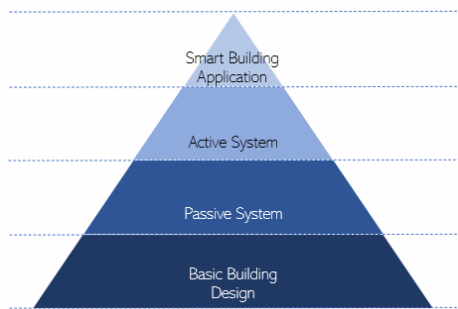 Smart Building
Application
Active System
Passive System
Basic Building
Design